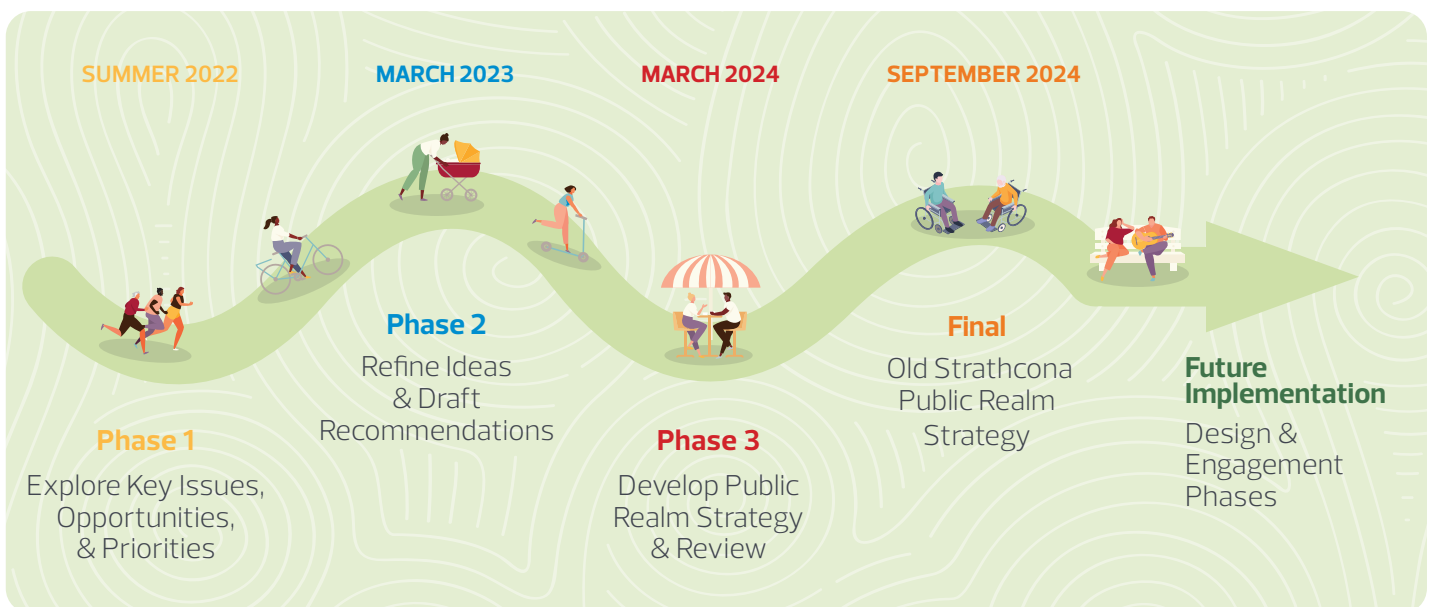 SUMMER 2022
MARCH 2023
MARCH 2024
SEPTEMBER 2024
Phase 1
Explore Key Issues,
Opportunities,
& Priorities
Phase 2
Refine Ideas
& Draft
Recommendations
Phase 3
Develop Public
Realm Strategy
& Review
Final
Old Strathcona
Public Realm
Strategy
Future
Implementation
Design &
Engagement
Phases